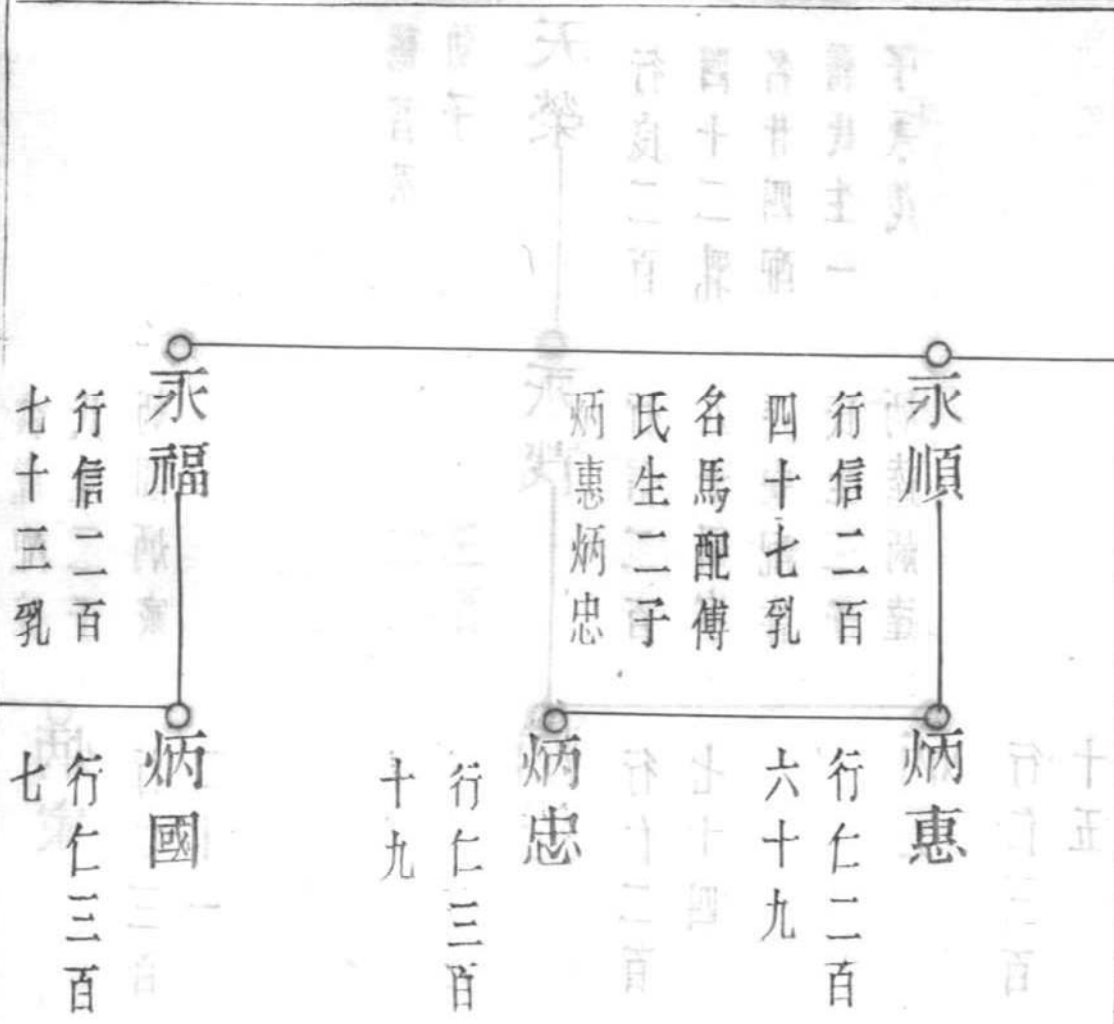 永順
行信二百
四十七乳
名馬配傅
氏生二子
炳惠炳忠
永福
行信二百
七十三乳
炳惠
行仁二百
六十九
炳忠
行仁三百
十九
炳國
行仁三百
七